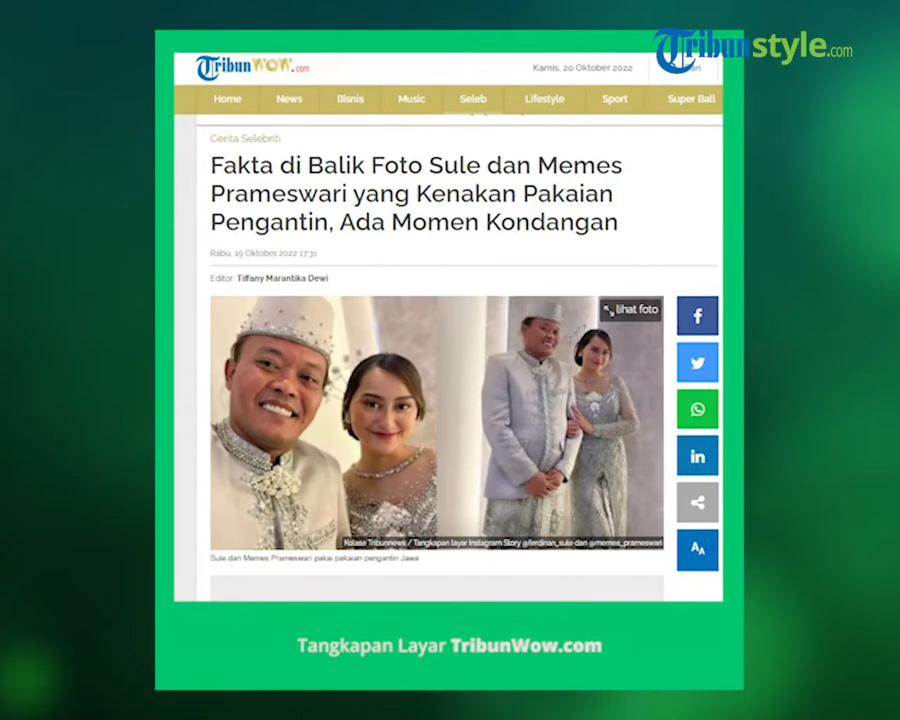 Tribunstyle.com
TribunWOW.com
Kamis, 20 Oktober 2022
Home News Bisnis Music Seleb Lifestyle Sport Super Ball
Cerita Selebriti
Fakta di Balik Foto Sule dan Memes
Prameswari yang Kenakan Pakaian
Pengantin, Ada Momen Kondangan
Rabu, 19 Oktober 2022 17:31
Editor: Tiffany Marantika Dewi
lihat foto
Kolase Tribunnews / Tangkapan layar Instagram Story @ferdinan_sule dan @memes_prameswari
Sule dan Memes Prameswari pakai pakaian pengantin Jawa
AA
Tangkapan Layar TribunWow.com